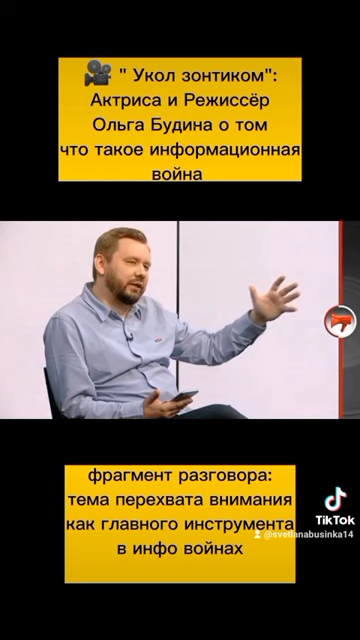 " Укол зонтиком":
Актриса и Режиссёр
Ольга Будина о том
что такое информационная
война
фрагмент разговора:
тема перехвата внимания
как главного инструмента
в инфо войнах
TikTok
@svetlanabusinka14